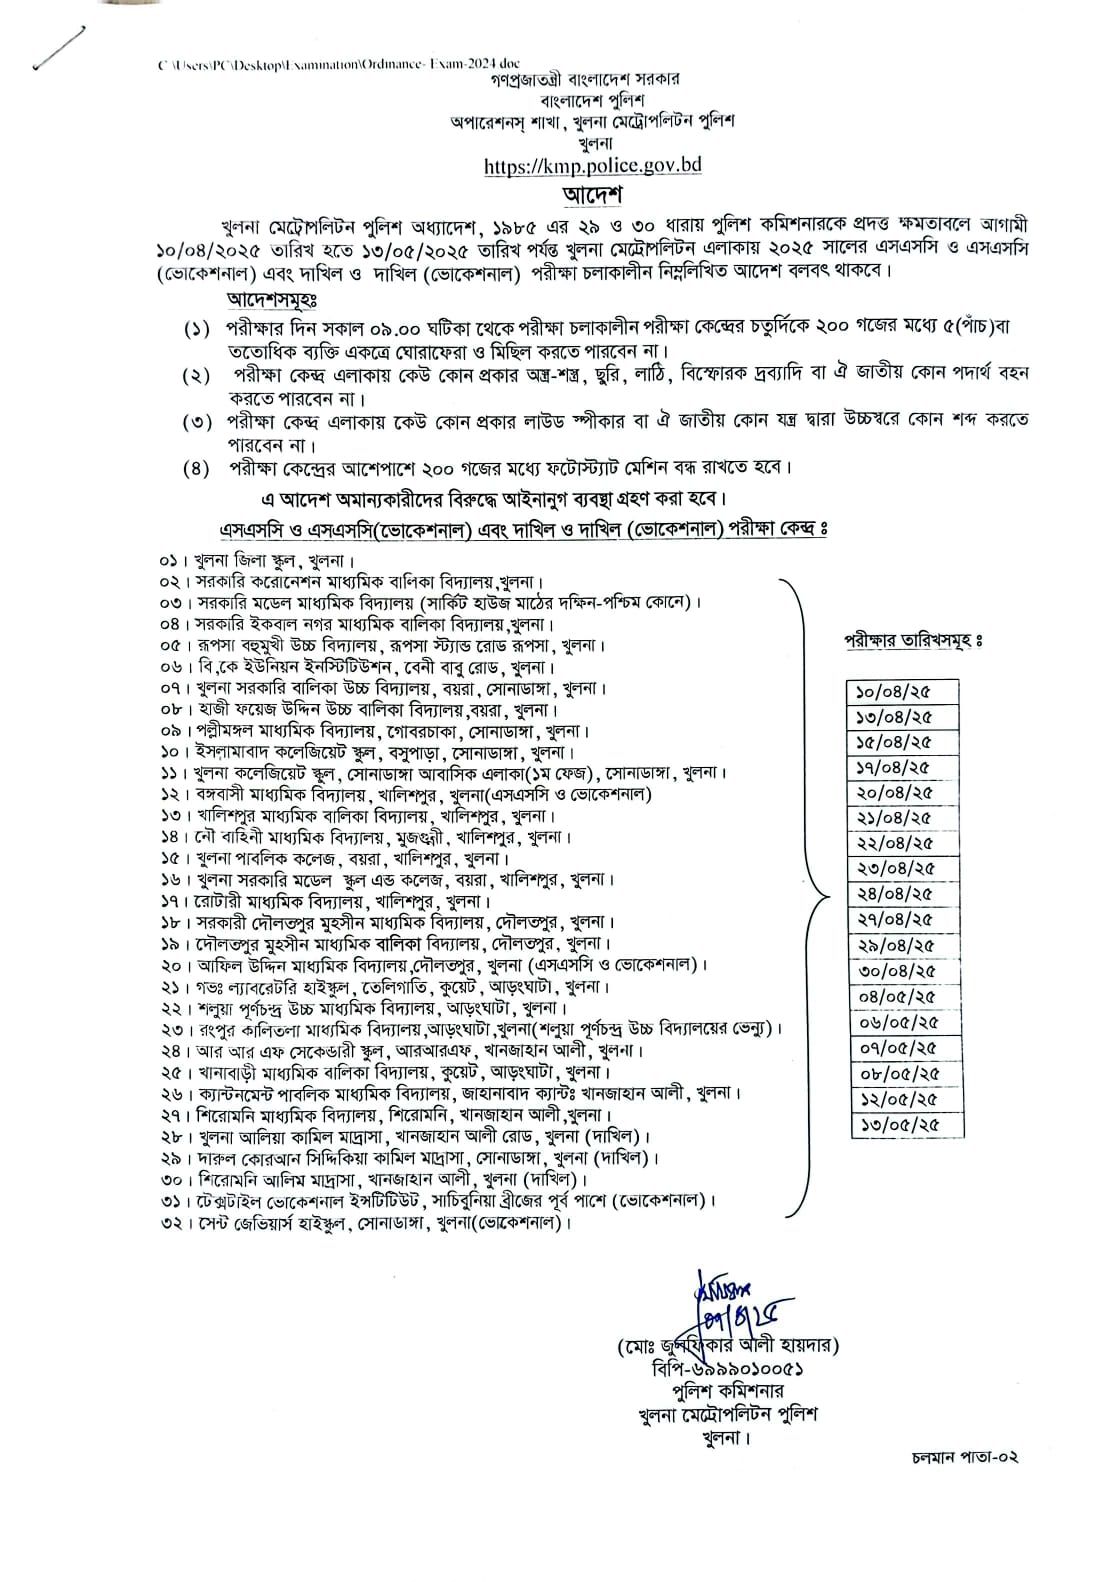 C:\Users\PC\Desktop\Examination\Ordinance- Exam-2024.doc
গণপ্রজাতন্ত্রী বাংলাদেশ সরকার
বাংলাদেশ পুলিশ
অপারেশনস্ শাখা, খুলনা মেট্রোপলিটন পুলিশ
খুলনা
https://kmp.police.gov.bd
আদেশ
খুলনা মেট্রোপলিটন পুলিশ অধ্যাদেশ, ১৯৮৫ এর ২৯ ও ৩০ ধারায় পুলিশ কমিশনারকে প্রদত্ত ক্ষমতাবলে আগামী
১০/০৪/২০২৫ তারিখ হতে ১৩/০৫/২০২৫ তারিখ পর্যন্ত খুলনা মেট্রোপলিটন এলাকায় ২০২৫ সালের এসএসসি ও এসএসসি
(ভোকেশনাল) এবং দাখিল ও দাখিল (ভোকেশনাল) পরীক্ষা চলাকালীন নিম্নলিখিত আদেশ বলবৎ থাকবে।
আদেশসমূহঃ
(১) পরীক্ষার দিন সকাল ০৯.০০ ঘটিকা থেকে পরীক্ষা চলাকালীন পরীক্ষা কেন্দ্রের চতুর্দিকে ২০০ গজের মধ্যে ৫(পাঁচ)বা
ততোধিক ব্যক্তি একত্রে ঘোরাফেরা ও মিছিল করতে পারবেন না।
(২) পরীক্ষা কেন্দ্র এলাকায় কেউ কোন প্রকার অস্ত্র-শস্ত্র, ছুরি, লাঠি, বিস্ফোরক দ্রব্যাদি বা ঐ জাতীয় কোন পদার্থ বহন
করতে পারবেন না।
(৩) পরীক্ষা কেন্দ্র এলাকায় কেউ কোন প্রকার লাউড স্পীকার বা ঐ জাতীয় কোন যন্ত্র দ্বারা উচ্চস্বরে কোন শব্দ করতে
পারবেন না।
(৪) পরীক্ষা কেন্দ্রের আশেপাশে ২০০ গজের মধ্যে ফটোস্ট্যাট মেশিন বন্ধ রাখতে হবে।
এ আদেশ অমান্যকারীদের বিরুদ্ধে আইনানুগ ব্যবস্থা গ্রহণ করা হবে।
এসএসসি ও এসএসসি(ভোকেশনাল) এবং দাখিল ও দাখিল (ভোকেশনাল) পরীক্ষা কেন্দ্র ঃ
০১। খুলনা জিলা স্কুল, খুলনা।
০২। সরকারি করোনেশন মাধ্যমিক বালিকা বিদ্যালয়,খুলনা।
০৩। সরকারি মডেল মাধ্যমিক বিদ্যালয় (সার্কিট হাউজ মাঠের দক্ষিন-পশ্চিম কোনে)।
০৪। সরকারি ইকবাল নগর মাধ্যমিক বালিকা বিদ্যালয়,খুলনা।
০৫। রূপসা বহুমুখী উচ্চ বিদ্যালয়, রূপসা স্ট্যান্ড রোড রূপসা, খুলনা।
০৬। বি,কে ইউনিয়ন ইনস্টিটিউশন, বেনী বাবু রোড, খুলনা।
০৭। খুলনা সরকারি বালিকা উচ্চ বিদ্যালয়, বয়রা, সোনাডাঙ্গা, খুলনা।
০৮। হাজী ফয়েজ উদ্দিন উচ্চ বালিকা বিদ্যালয়,বয়রা, খুলনা।
০৯। পল্লীমঙ্গল মাধ্যমিক বিদ্যালয়, গোবরচাকা, সোনাডাঙ্গা, খুলনা।
১০। ইসলামাবাদ কলেজিয়েট স্কুল, বসুপাড়া, সোনাডাঙ্গা, খুলনা।
১১। খুলনা কলেজিয়েট স্কুল, সোনাডাঙ্গা আবাসিক এলাকা(১ম ফেজ), সোনাডাঙ্গা, খুলনা।
১২। বঙ্গবাসী মাধ্যমিক বিদ্যালয়, খালিশপুর, খুলনা(এসএসসি ও ভোকেশনাল)
১৩। খালিশপুর মাধ্যমিক বালিকা বিদ্যালয়, খালিশপুর, খুলনা।
১৪। নৌ বাহিনী মাধ্যমিক বিদ্যালয়, মুজগুন্নী, খালিশপুর, খুলনা।
১৫। খুলনা পাবলিক কলেজ, বয়রা, খালিশপুর, খুলনা।
১৬। খুলনা সরকারি মডেল স্কুল এন্ড কলেজ, বয়রা, খালিশপুর, খুলনা।
১৭। রোটারী মাধ্যমিক বিদ্যালয়, খালিশপুর, খুলনা।
১৮। সরকারী দৌলতপুর মুহসীন মাধ্যমিক বিদ্যালয়, দৌলতপুর, খুলনা।
১৯। দৌলতপুর মুহসীন মাধ্যমিক বালিকা বিদ্যালয়, দৌলতপুর, খুলনা।
২০। আফিল উদ্দিন মাধ্যমিক বিদ্যালয়,দৌলতপুর, খুলনা (এসএসসি ও ভোকেশনাল)।
২১। গভঃ ল্যাবরেটরি হাইস্কুল, তেলিগাতি, কুয়েট, আড়ংঘাটা, খুলনা।
২২। শলুয়া পূর্ণচন্দ্র উচ্চ মাধ্যমিক বিদ্যালয়, আড়ংঘাটা, খুলনা।
২৩। রংপুর কালিতলা মাধ্যমিক বিদ্যালয়,আড়ংঘাটা,খুলনা(শলুয়া পূর্ণচন্দ্র উচ্চ বিদ্যালয়ের ভেন্যু)।
২৪। আর আর এফ সেকেন্ডারী স্কুল, আরআরএফ, খানজাহান আলী, খুলনা।
২৫। খানাবাড়ী মাধ্যমিক বালিকা বিদ্যালয়, কুয়েট, আড়ংঘাটা, খুলনা।
২৬। ক্যান্টনমেন্ট পাবলিক মাধ্যমিক বিদ্যালয়, জাহানাবাদ ক্যান্টঃ খানজাহান আলী, খুলনা।
২৭। শিরোমনি মাধ্যমিক বিদ্যালয়, শিরোমনি, খানজাহান আলী,খুলনা।
২৮। খুলনা আলিয়া কামিল মাদ্রাসা, খানজাহান আলী রোড, খুলনা (দাখিল)।
২৯। দারুল কোরআন সিদ্দিকিয়া কামিল মাদ্রাসা, সোনাডাঙ্গা, খুলনা (দাখিল)।
৩০। শিরোমনি আলিম মাদ্রাসা, খানজাহান আলী, খুলনা (দাখিল)।
৩১। টেক্সটাইল ভোকেশনাল ইন্সটিটিউট, সাচিবুনিয়া ব্রীজের পূর্ব পাশে (ভোকেশনাল)।
৩২। সেন্ট জেভিয়ার্স হাইস্কুল, সোনাডাঙ্গা, খুলনা(ভোকেশনাল)।
পরীক্ষার তারিখসমূহ ঃ
১০/০৪/২৫
১৩/০৪/২৫
১৫/০৪/২৫
১৭/০৪/২৫
২০/০৪/২৫
২১/০৪/২৫
২২/০৪/২৫
২৩/০৪/২৫
২৪/০৪/২৫
২৭/০৪/২৫
২৯/০৪/২৫
৩০/০৪/২৫
০৪/০৫/২৫
০৬/০৫/২৫
০৭/০৫/২৫
০৮/০৫/২৫
১২/০৫/২৫
১৩/০৫/২৫
(মোঃ জুলফিকার আলী হায়দার)
বিপি-৬৯৯৯০১০০৫১
পুলিশ কমিশনার
খুলনা মেট্রোপলিটন পুলিশ
খুলনা।
চলমান পাতা-০২